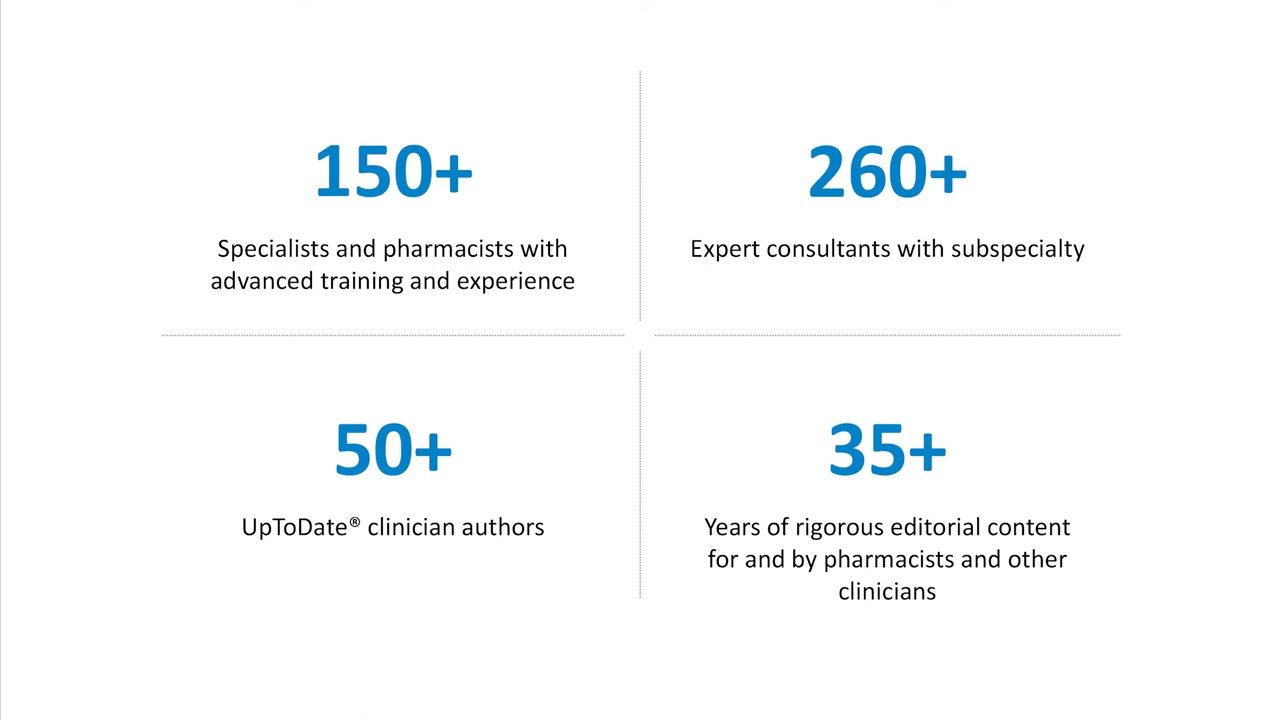 150+
Specialists and pharmacists with
advanced training and experience
260+
Expert consultants with subspecialty
50+
UpToDate® clinician authors
35+
Years of rigorous editorial content
for and by pharmacists and other
clinicians